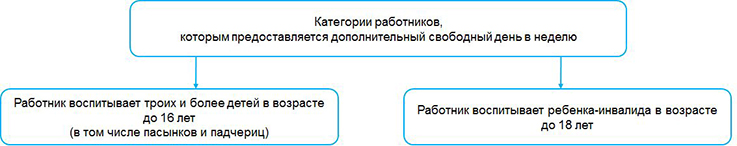 Категории работников,
которым предоставляется дополнительный свободный день в неделю
Работник воспитывает троих и более детей в возрасте
до 16 лет
(в том числе пасынков и падчериц)
Работник воспитывает ребенка-инвалида в возрасте
до 18 лет